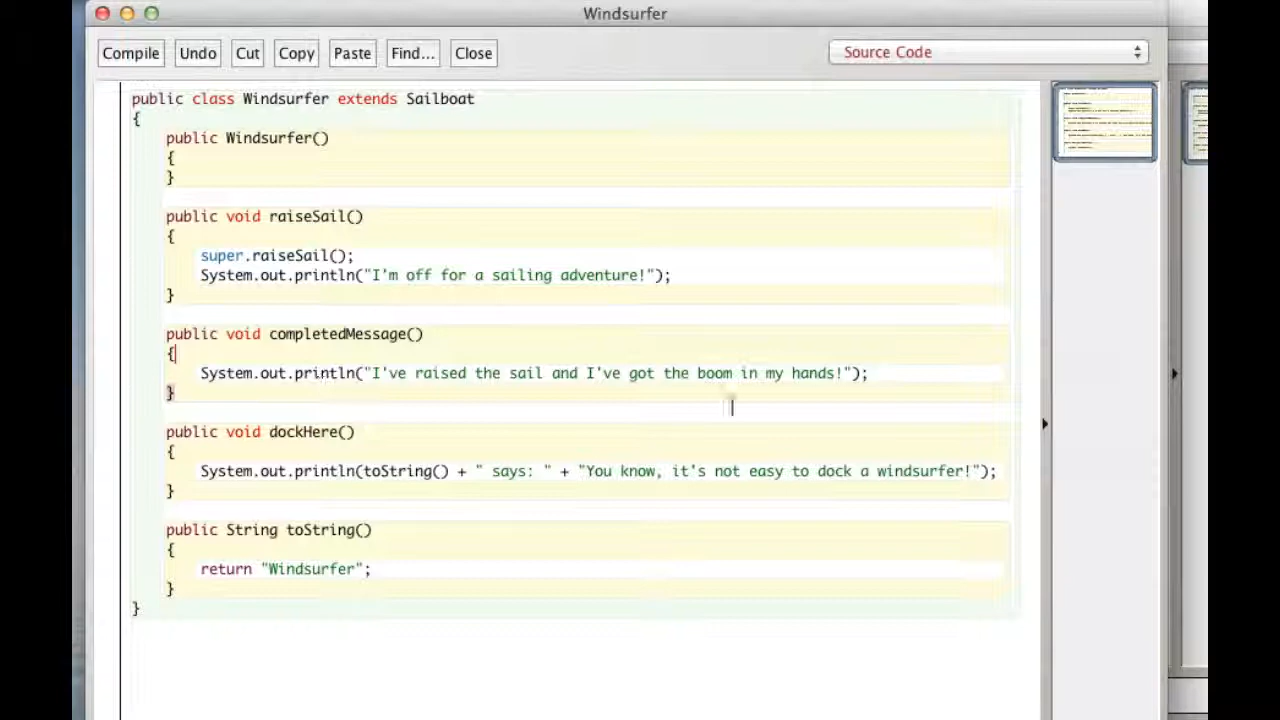 Windsurfer
Compile Undo Cut Copy Paste Find... Close Source Code
public class Windsurfer extends Sailboat
{
public Windsurfer()
{
}
public void raiseSail()
{
super.raiseSail();
System.out.println("I'm off for a sailing adventure!");
}
public void completedMessage()
{
System.out.println("I've raised the sail and I've got the boom in my hands!");
}
public void dockHere()
{
System.out.println(toString() + " says: " + "You know, it's not easy to dock a windsurfer!");
}
public String toString()
{
return "Windsurfer";
}
}